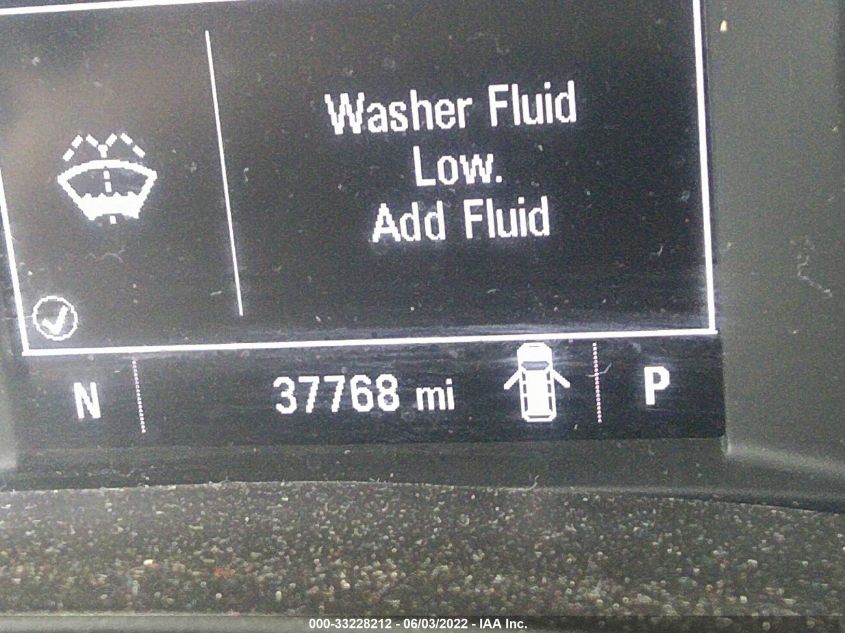 Washer Fluid
Low.
Add Fluid
N 37768 mi P
000-33228212 - 06/03/2022 - IAA Inc.